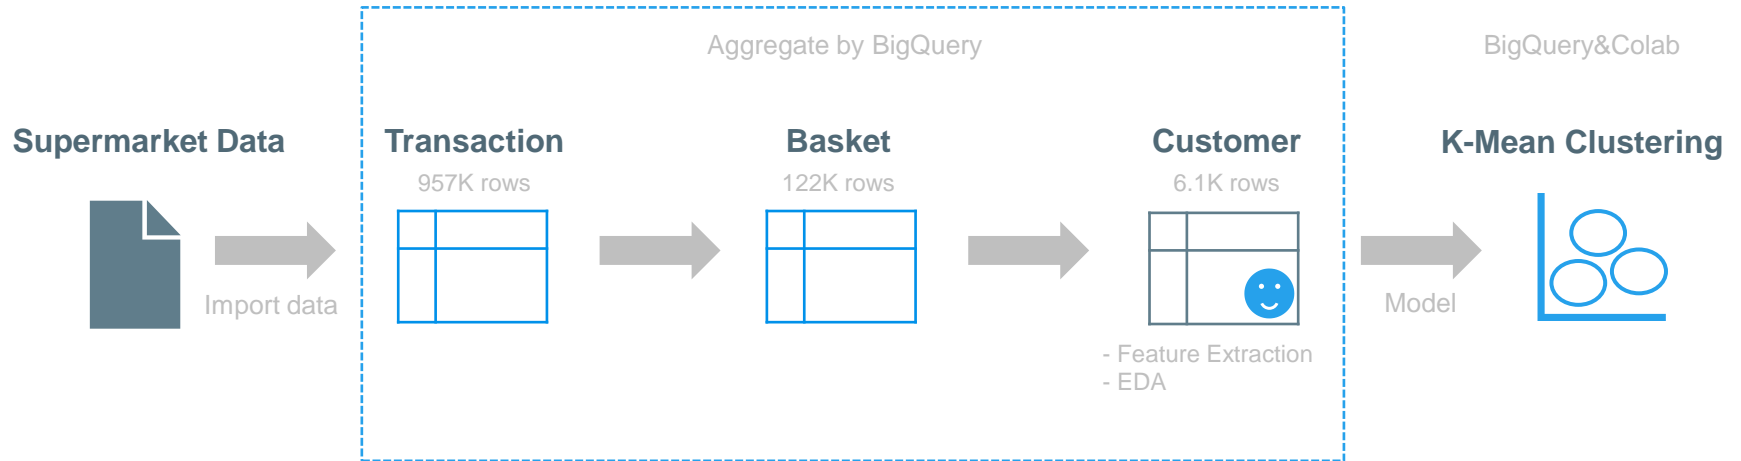 Aggregate by BigQuery
BigQuery&Colab
Supermarket Data
Transaction
Basket
Customer
K-Mean Clustering
957K rows
122K rows
6.1K rows
Import data
Model
- Feature Extraction
- EDA